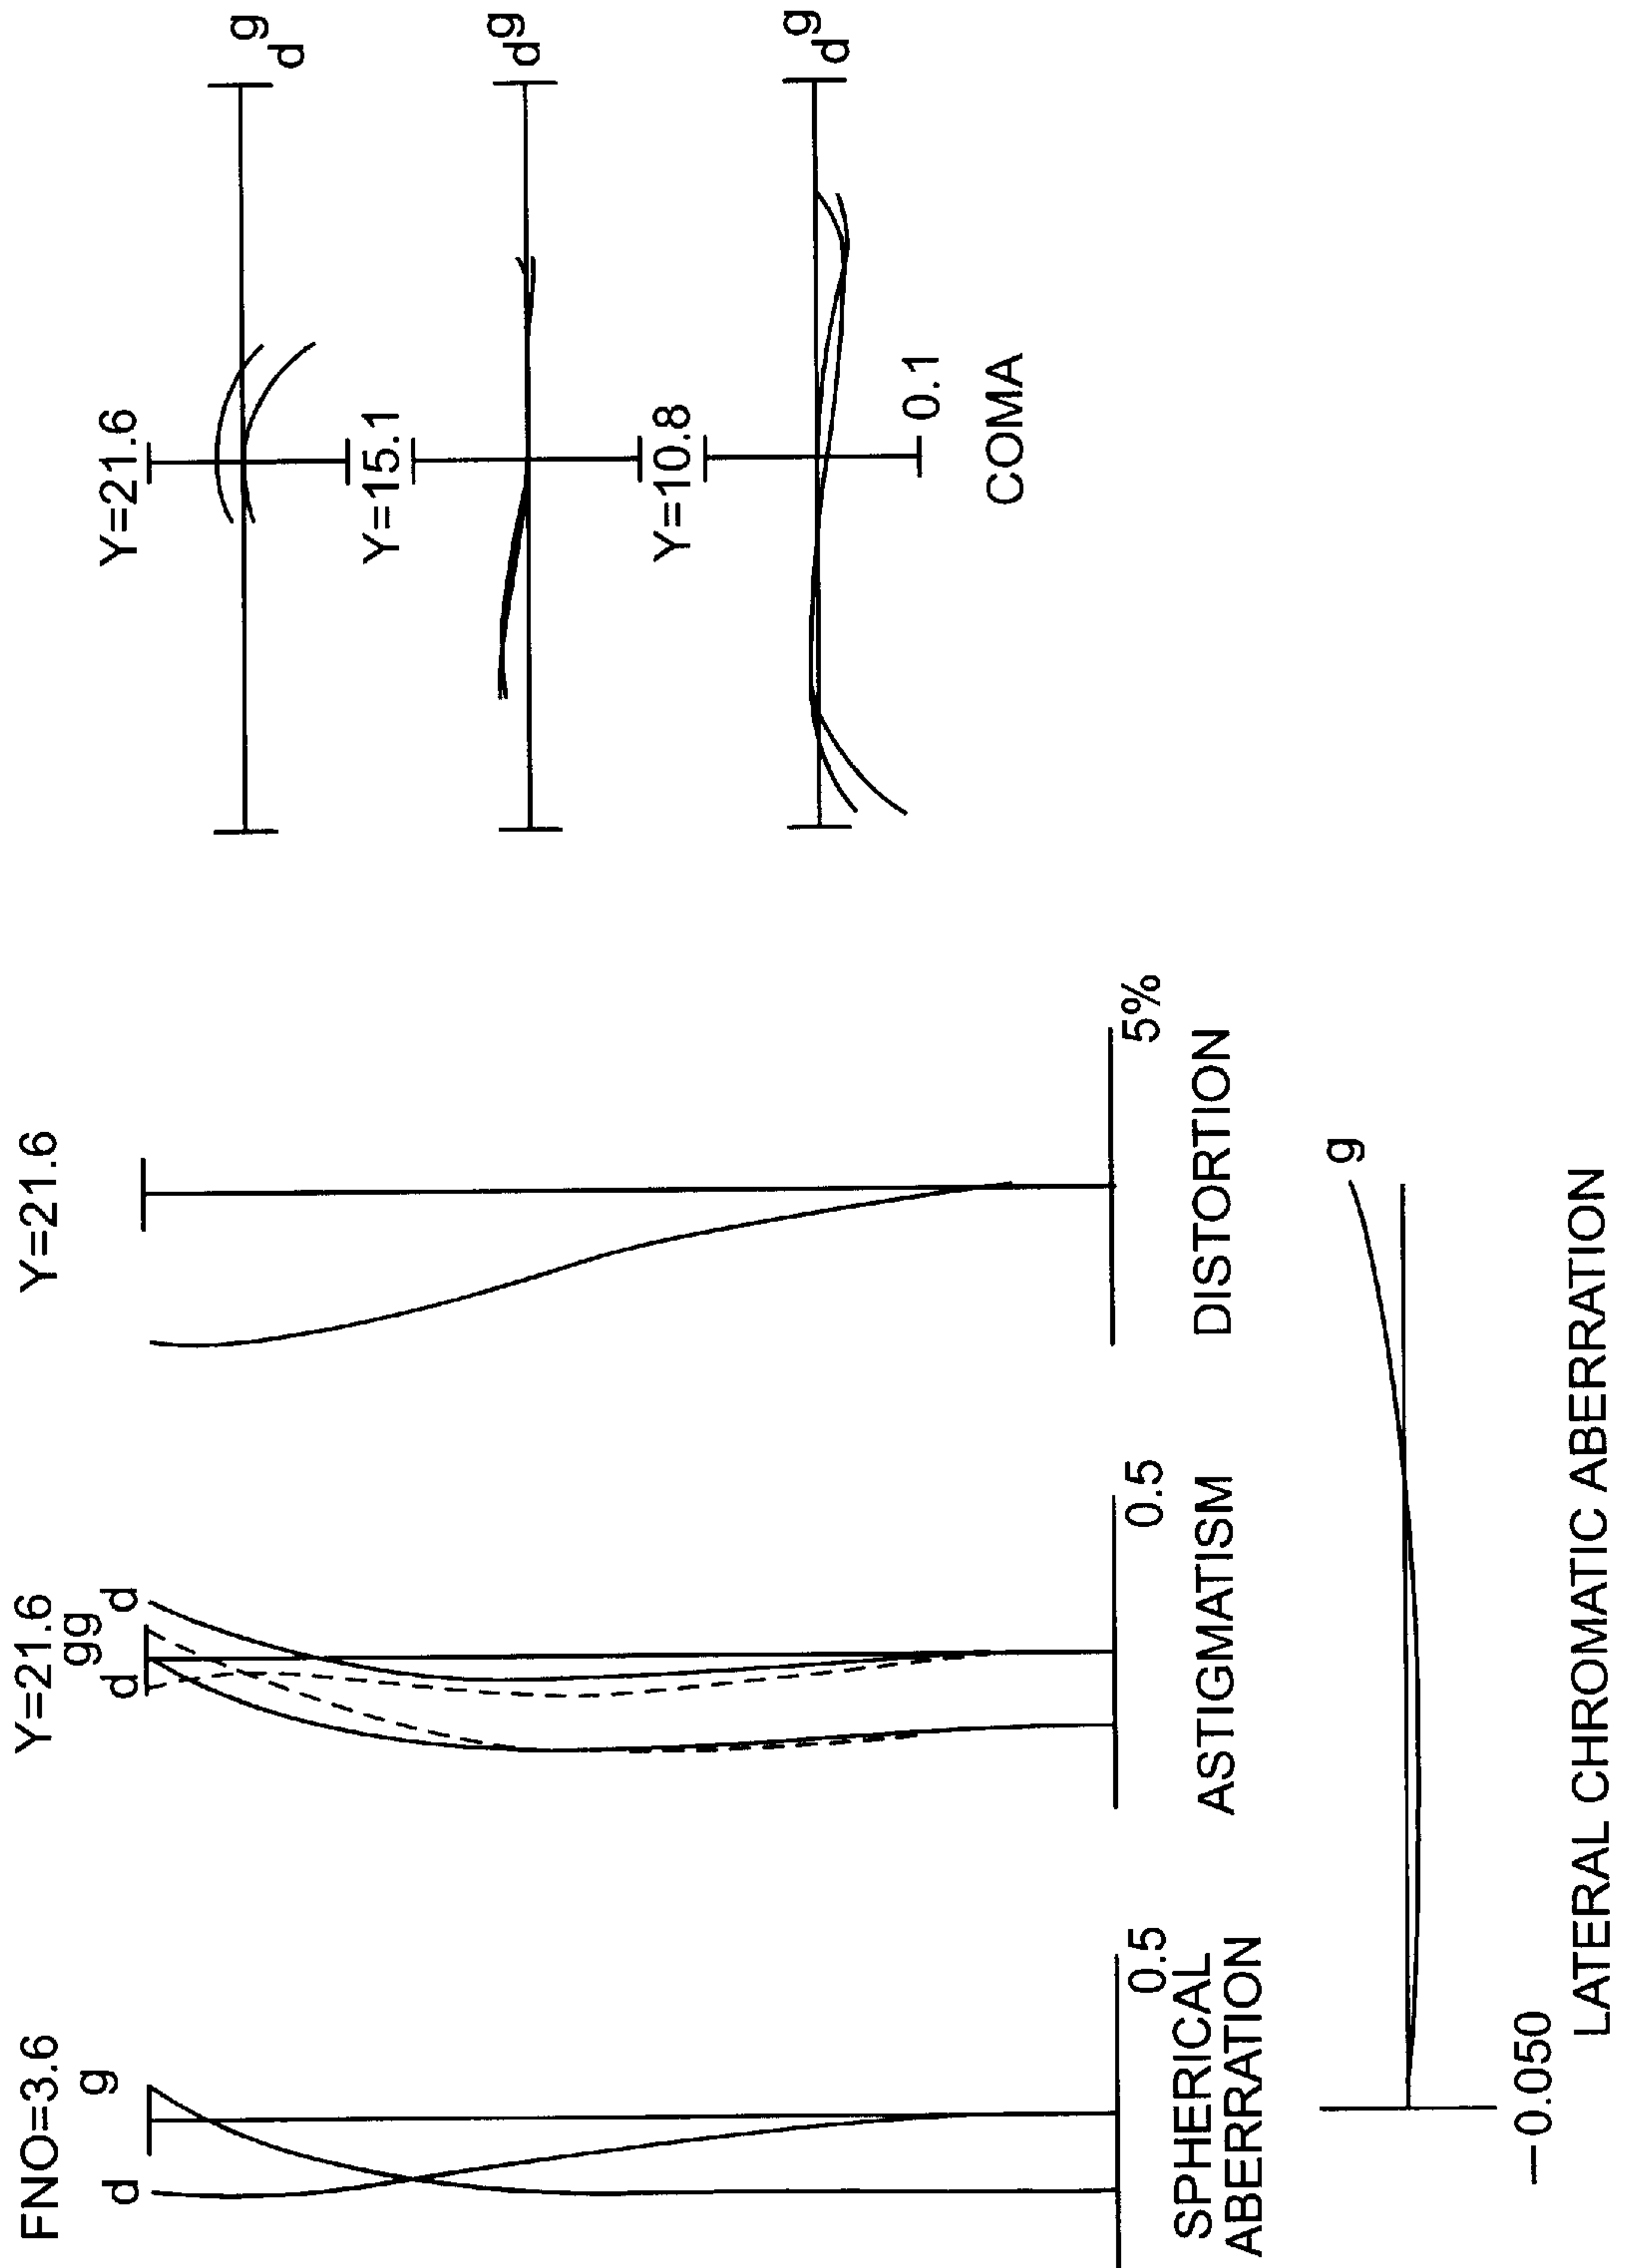 FNO=3.6
g
d
0.5
SPHERICAL
ABERRATION
Y=21.6
gg
d
d
0.5
ASTIGMATISM
Y=21.6
5%
DISTORTION
Y=21.6
g
d
Y=15.1
g
d
Y=10.8
g
d
0.1
COMA
g
−0.050
LATERAL CHROMATIC ABERRATION